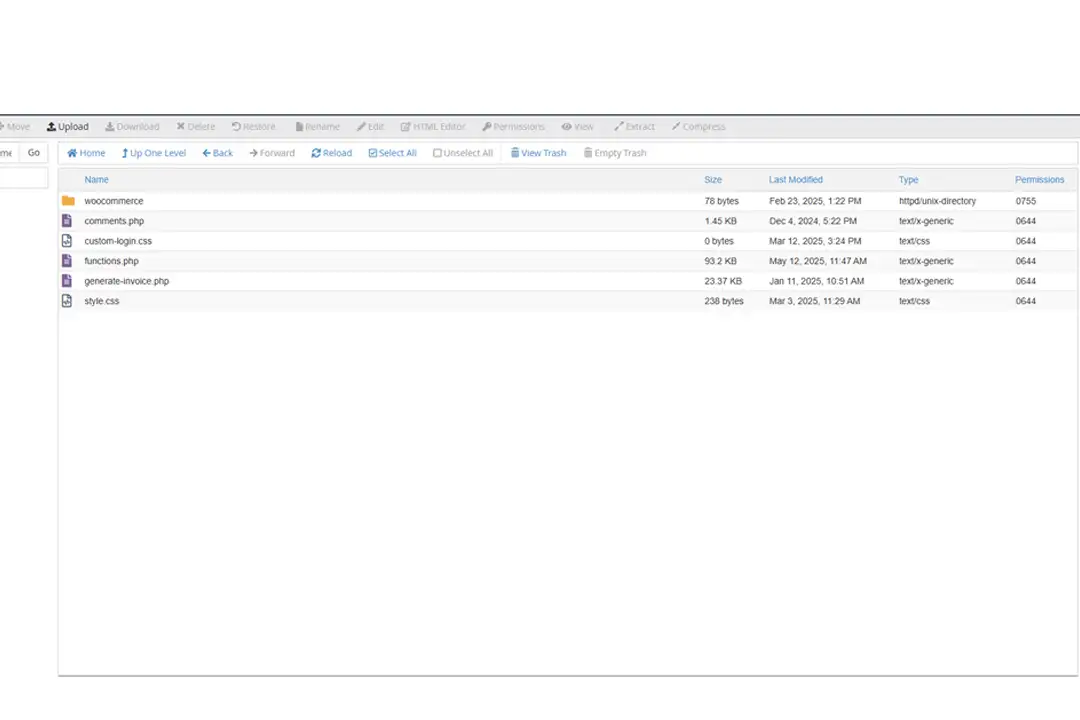 Move Upload Download Delete Restore Rename Edit HTML Editor Permissions View Extract Compress
Go Home Up One Level Back Forward Reload Select All Unselect All View Trash Empty Trash
Name Size Last Modified Type Permissions
woocommerce 78 bytes Feb 23, 2025, 1:22 PM httpd/unix-directory 0755
comments.php 1.45 KB Dec 4, 2024, 5:22 PM text/x-generic 0644
custom-login.css 0 bytes Mar 12, 2025, 3:24 PM text/css 0644
functions.php 93.2 KB May 12, 2025, 11:47 AM text/x-generic 0644
generate-invoice.php 23.37 KB Jan 11, 2025, 10:51 AM text/x-generic 0644
style.css 238 bytes Mar 3, 2025, 11:29 AM text/css 0644